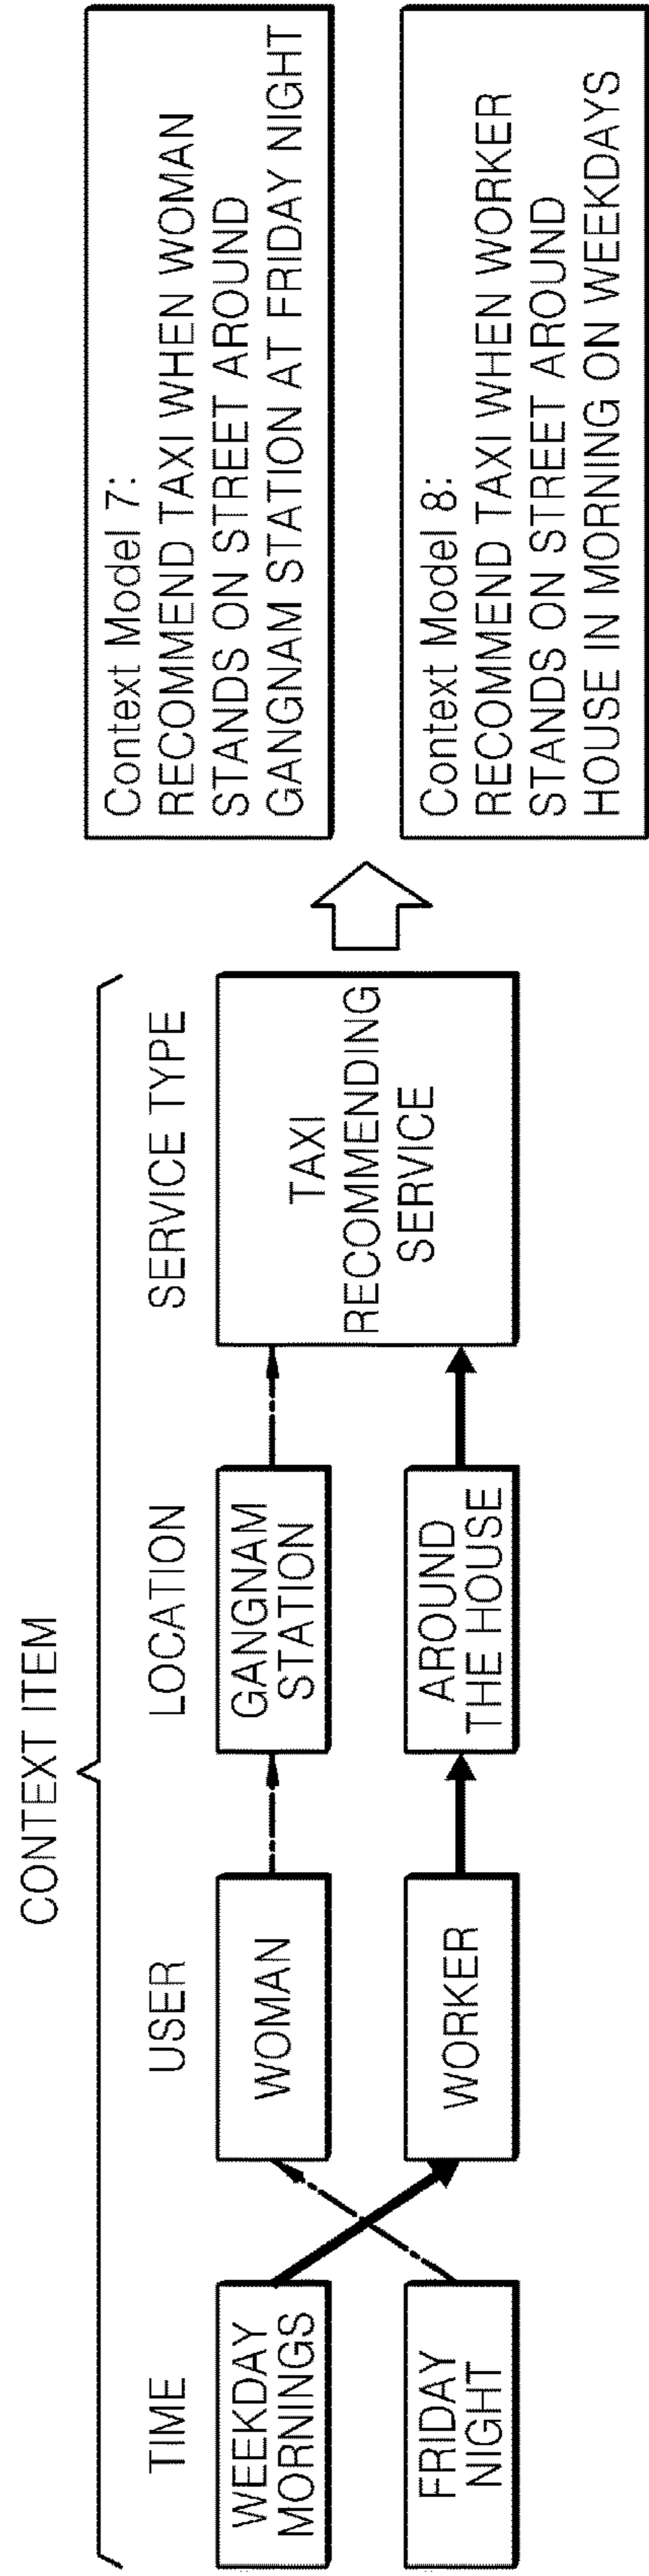 CONTEXT ITEM
TIME
USER
LOCATION
SERVICE TYPE
WEEKDAY
MORNINGS
WOMAN
GANGNAM
STATION
TAXI
RECOMMENDING
SERVICE
FRIDAY
NIGHT
WORKER
AROUND
THE HOUSE
Context Model 7:
RECOMMEND TAXI WHEN WOMAN
STANDS ON STREET AROUND
GANGNAM STATION AT FRIDAY NIGHT
Context Model 8:
RECOMMEND TAXI WHEN WORKER
STANDS ON STREET AROUND
HOUSE IN MORNING ON WEEKDAYS